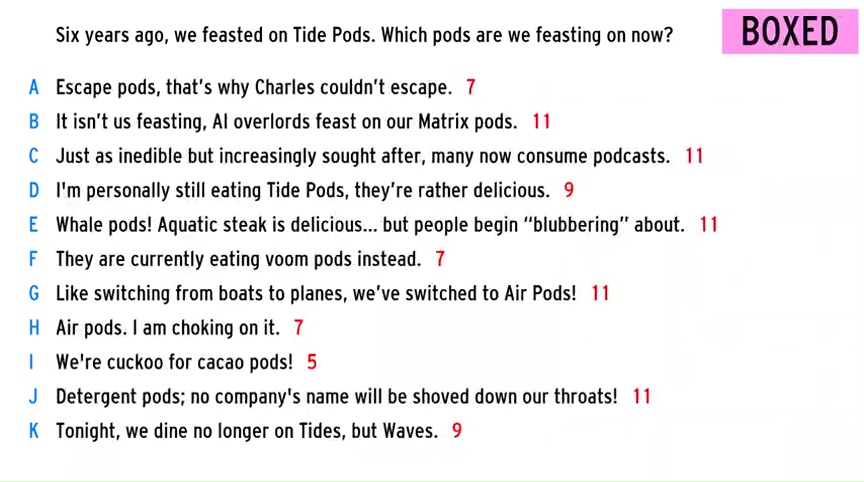 Six years ago, we feasted on Tide Pods. Which pods are we feasting on now?
BOXED
A Escape pods, that's why Charles couldn't escape. 7
B It isn't us feasting, AI overlords feast on our Matrix pods. 11
C Just as inedible but increasingly sought after, many now consume podcasts. 11
D I'm personally still eating Tide Pods, they're rather delicious. 9
E Whale pods! Aquatic steak is delicious... but people begin “blubbering” about. 11
F They are currently eating voom pods instead. 7
G Like switching from boats to planes, we've switched to Air Pods! 11
H Air pods. I am choking on it. 7
I We're cuckoo for cacao pods! 5
J Detergent pods; no company's name will be shoved down our throats! 11
K Tonight, we dine no longer on Tides, but Waves. 9